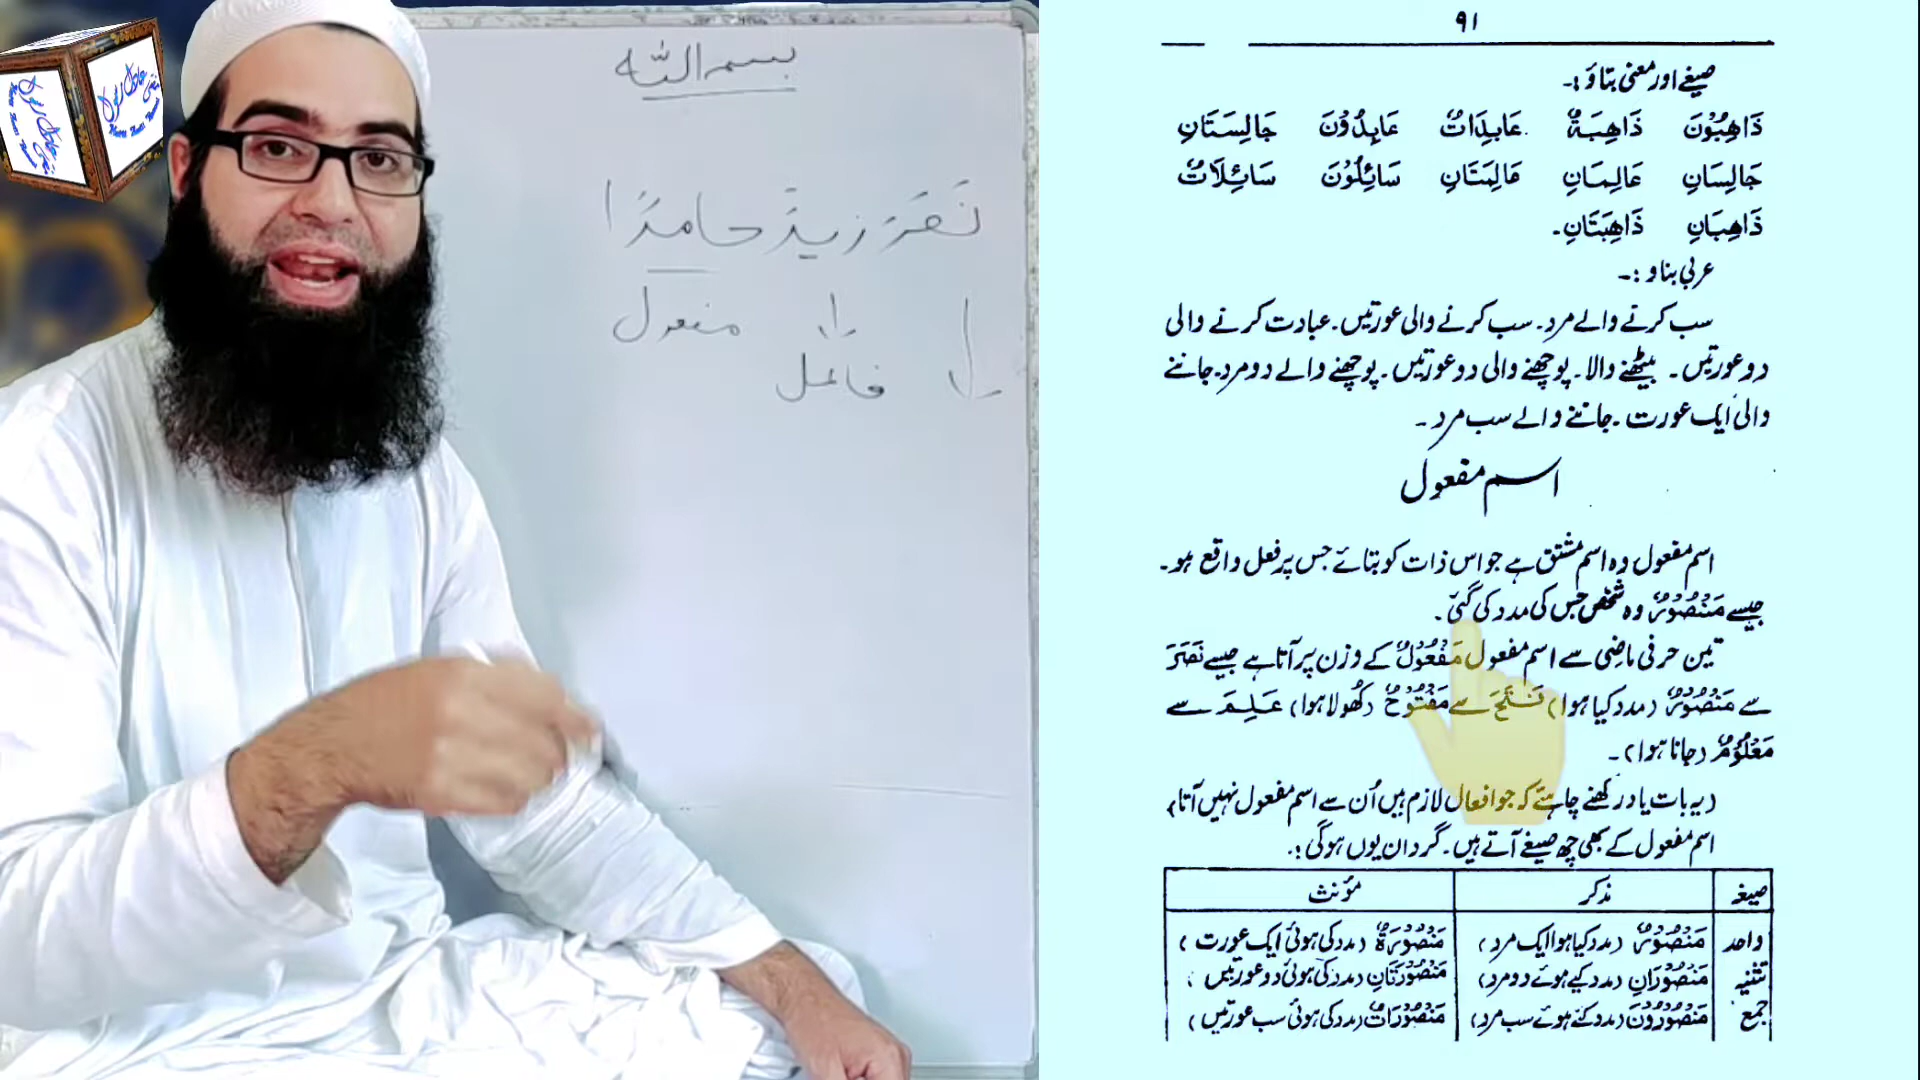 بسم اللہ
نَصَرَ زیدٌ حامدًا
فاعل مفعول
۹۱
صیغے اور معنی بتاؤ :۔
ذَاهِبُوْنَ ذَاهِبَةٌ عَابِدَاتٌ عَابِدُوْنَ جَالِسَتَانِ
جَالِسَانِ عَالِمَانِ عَالِمَتَانِ سَائِلُوْنَ سَائِلَاتٌ
ذَاهِبَانِ ذَاهِبَتَانِ۔
عربی بناؤ :۔
سب کرنے والے مرد۔ سب کرنے والی عورتیں۔ عبادت کرنے والی
دو عورتیں۔ بیٹھنے والا۔ پوچھنے والی دو عورتیں۔ پوچھنے والے دو مرد۔ جاننے
والی ایک عورت۔ جاننے والے سب مرد۔
اسم مفعول
اسم مفعول وہ اسم مشتق ہے جو اس ذات کو بتائے جس پر فعل واقع ہو۔
جیسے مَنْصُوْرٌ وہ شخص جس کی مدد کی گئی۔
تین حرفی ماضی سے اسم مفعول مَفْعُوْلٌ کے وزن پر آتا ہے جیسے نَصَرَ
سے مَنْصُوْرٌ (مدد کیا ہوا) فَتَحَ سے مَفْتُوْحٌ (کھولا ہوا) عَلِمَ سے
مَعْلُوْمٌ (جانا ہوا)۔
(یہ بات یاد رکھنے چاہئے کہ جو افعال لازم ہیں اُن سے اسم مفعول نہیں آتا)
اسم مفعول کے بھی چھ صیغے آتے ہیں۔ گردان یوں ہوگی :۔
صیغہ مذکر مؤنث
واحد مَنْصُوْرٌ (مدد کیا ہوا ایک مرد) مَنْصُوْرَةٌ (مدد کی ہوئی ایک عورت)
تثنیہ مَنْصُوْرَانِ (مدد کیے ہوئے دو مرد) مَنْصُوْرَتَانِ (مدد کی ہوئی دو عورتیں)
جمع مَنْصُوْرُوْنَ (مدد کئے ہوئے سب مرد) مَنْصُوْرَاتٌ (مدد کی ہوئی سب عورتیں)